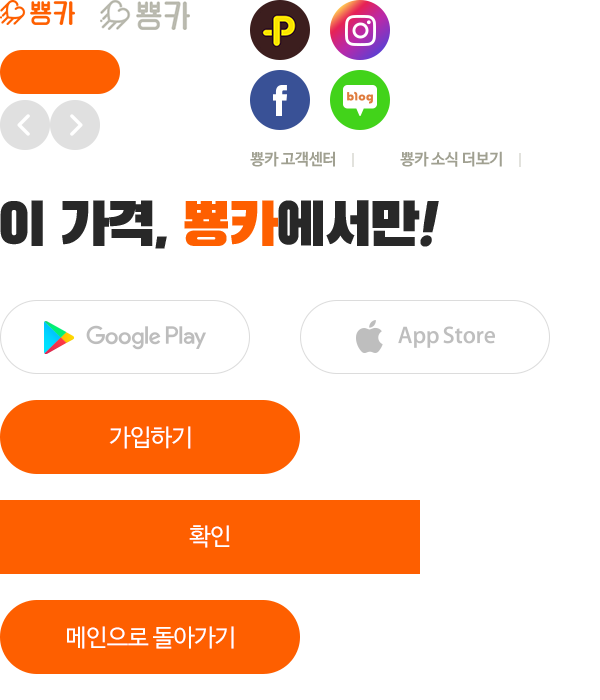 뿅카
뿅카
P
f
blog
뿅카 고객센터 |
뿅카 소식 더보기 |
이 가격, 뿅카에서만!
Google Play
App Store
가입하기
확인
메인으로 돌아가기